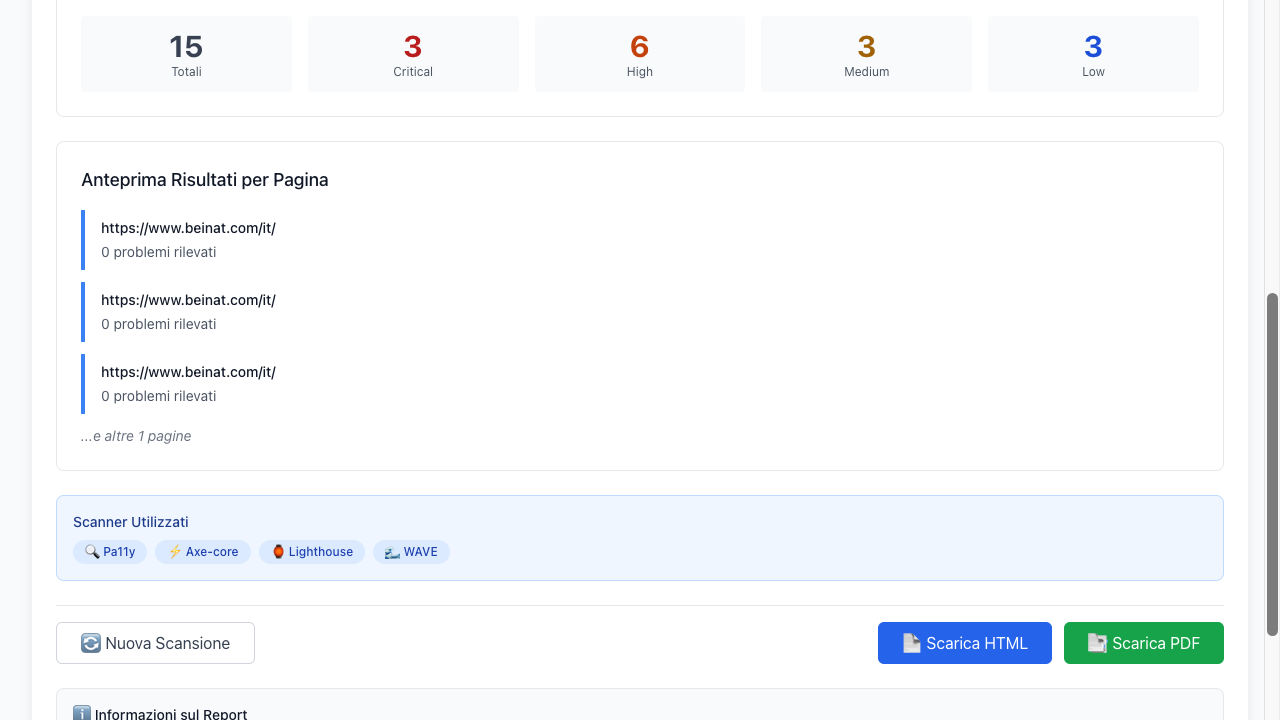 15
Totali
3
Critical
6
High
3
Medium
3
Low
Anteprima Risultati per Pagina
https://www.beinat.com/it/
0 problemi rilevati
https://www.beinat.com/it/
0 problemi rilevati
https://www.beinat.com/it/
0 problemi rilevati
...e altre 1 pagine
Scanner Utilizzati
Pa11y
Axe-core
Lighthouse
WAVE
Nuova Scansione
Scarica HTML
Scarica PDF
Informazioni sul Report